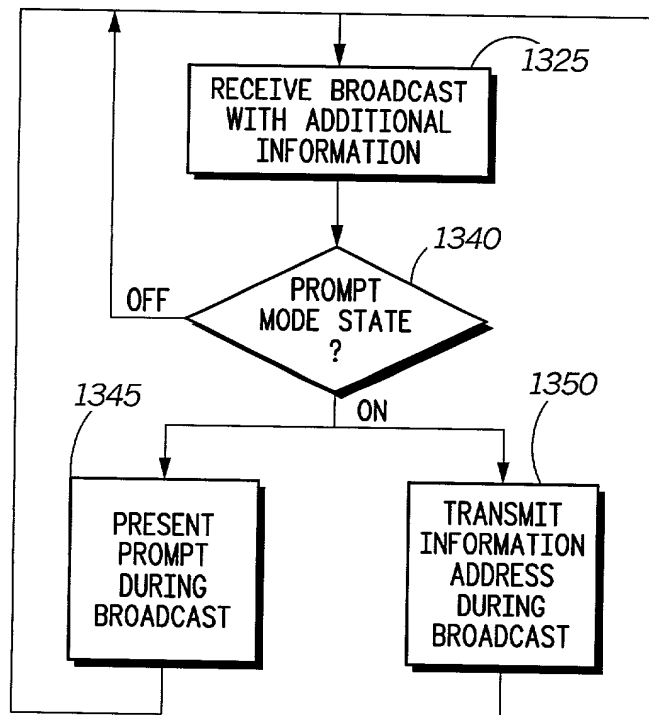 1325
RECEIVE BROADCAST
WITH ADDITIONAL
INFORMATION
1340
PROMPT
MODE STATE
?
OFF
ON
1345
PRESENT
PROMPT
DURING
BROADCAST
1350
TRANSMIT
INFORMATION
ADDRESS
DURING
BROADCAST